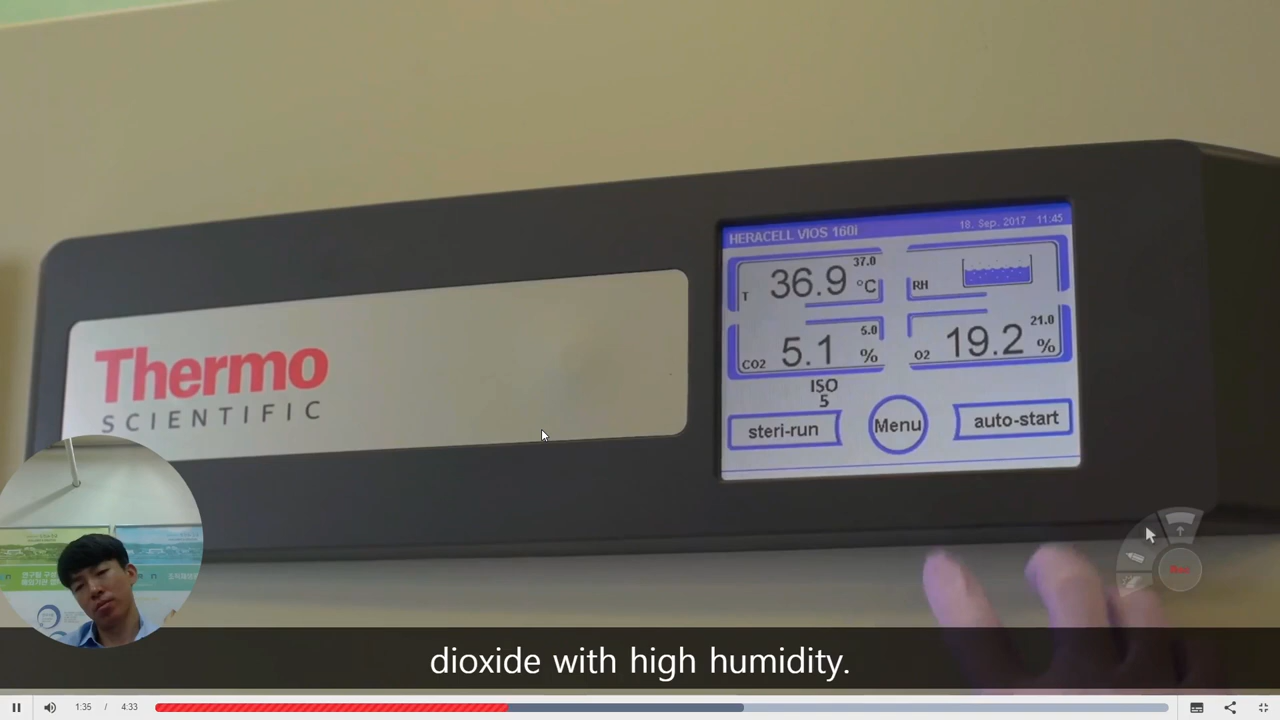 HERACELL VIOS 160i
18. Sep. 2017 11:45
37.0
T 36.9 °C
RH
5.0
CO2 5.1 %
21.0
O2 19.2 %
ISO
5
steri-run
Menu
auto-start
Thermo
SCIENTIFIC
dioxide with high humidity.
1:35 / 4:33